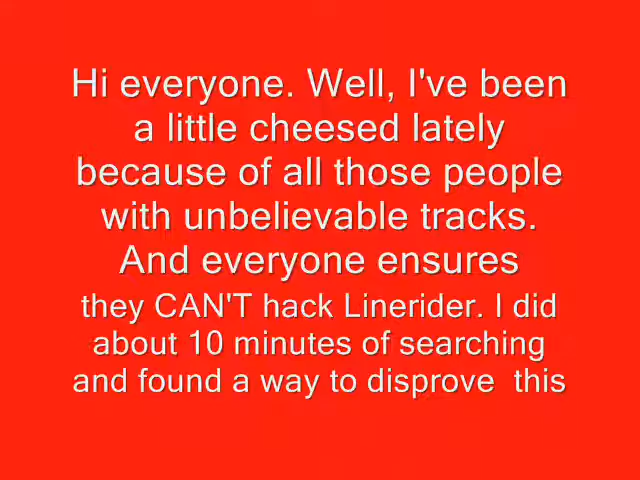 Hi everyone. Well, I've been
a little cheesed lately
because of all those people
with unbelievable tracks.
And everyone ensures
they CAN'T hack Linerider. I did
about 10 minutes of searching
and found a way to disprove  this